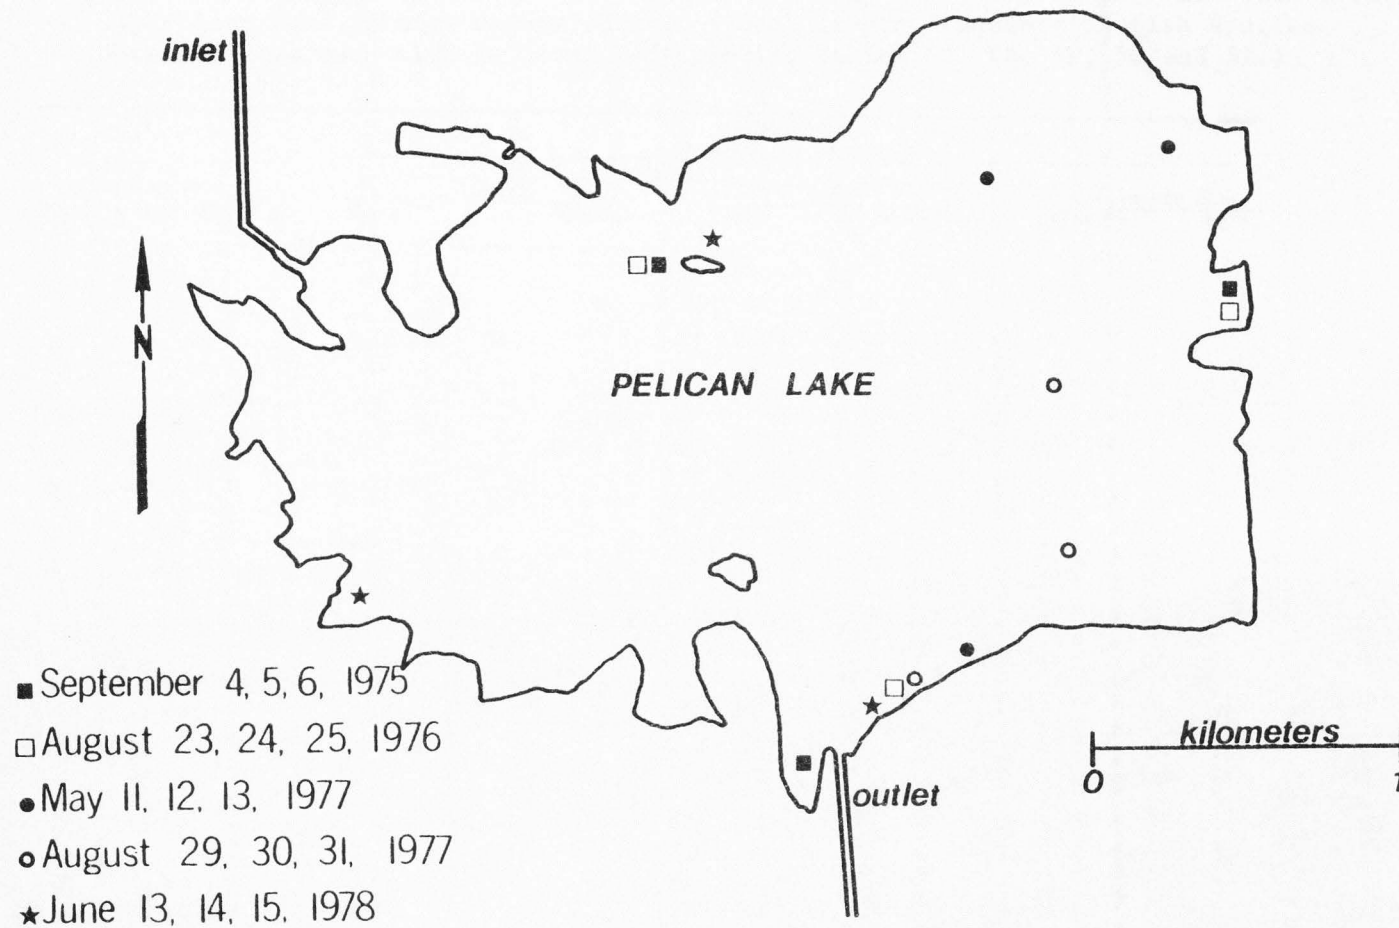 inlet
N
PELICAN LAKE
■ September 4, 5, 6, 1975
□ August 23, 24, 25, 1976
● May 11, 12, 13, 1977
○ August 29, 30, 31, 1977
★ June 13, 14, 15, 1978
kilometers
0 1
outlet